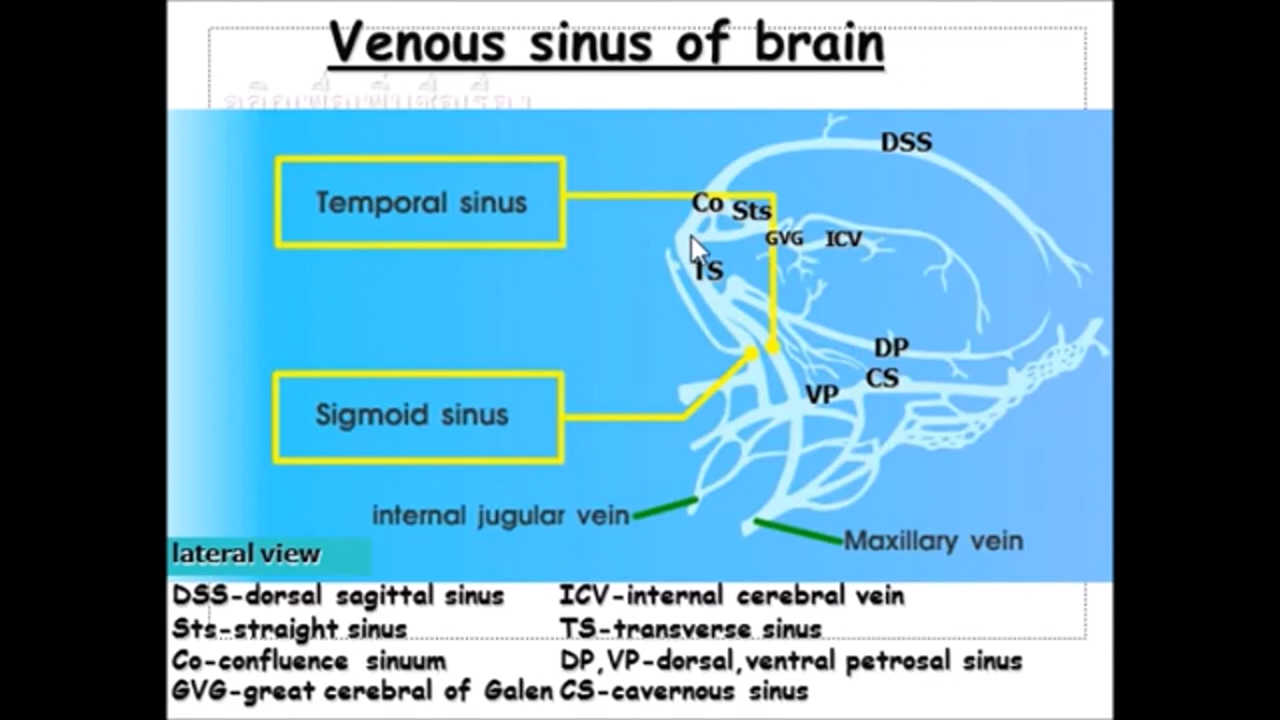 Venous sinus of brain
DSS
Temporal sinus
Co
Sts
GVG
ICV
TS
DP
CS
VP
Sigmoid sinus
internal jugular vein
Maxillary vein
lateral view
DSS-dorsal sagittal sinus
ICV-internal cerebral vein
Sts-straight sinus
TS-transverse sinus
Co-confluence sinuum
DP,VP-dorsal,ventral petrosal sinus
GVG-great cerebral of Galen
CS-cavernous sinus